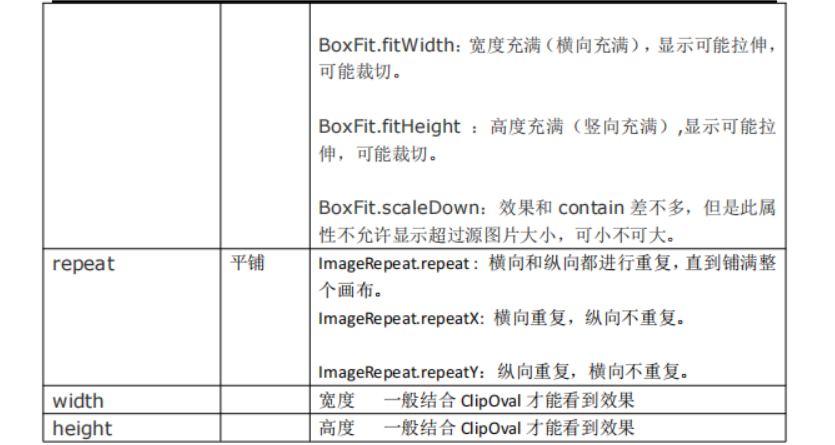 BoxFit.fitWidth：宽度充满（横向充满），显示可能拉伸，
可能裁切。
BoxFit.fitHeight ：高度充满（竖向充满）,显示可能拉
伸，可能裁切。
BoxFit.scaleDown：效果和 contain 差不多，但是此属
性不允许显示超过源图片大小，可小不可大。
repeat 平铺 ImageRepeat.repeat : 横向和纵向都进行重复，直到铺满整
个画布。
ImageRepeat.repeatX: 横向重复，纵向不重复。
ImageRepeat.repeatY：纵向重复，横向不重复。
width 宽度 一般结合 ClipOval 才能看到效果
height 高度 一般结合 ClipOval 才能看到效果